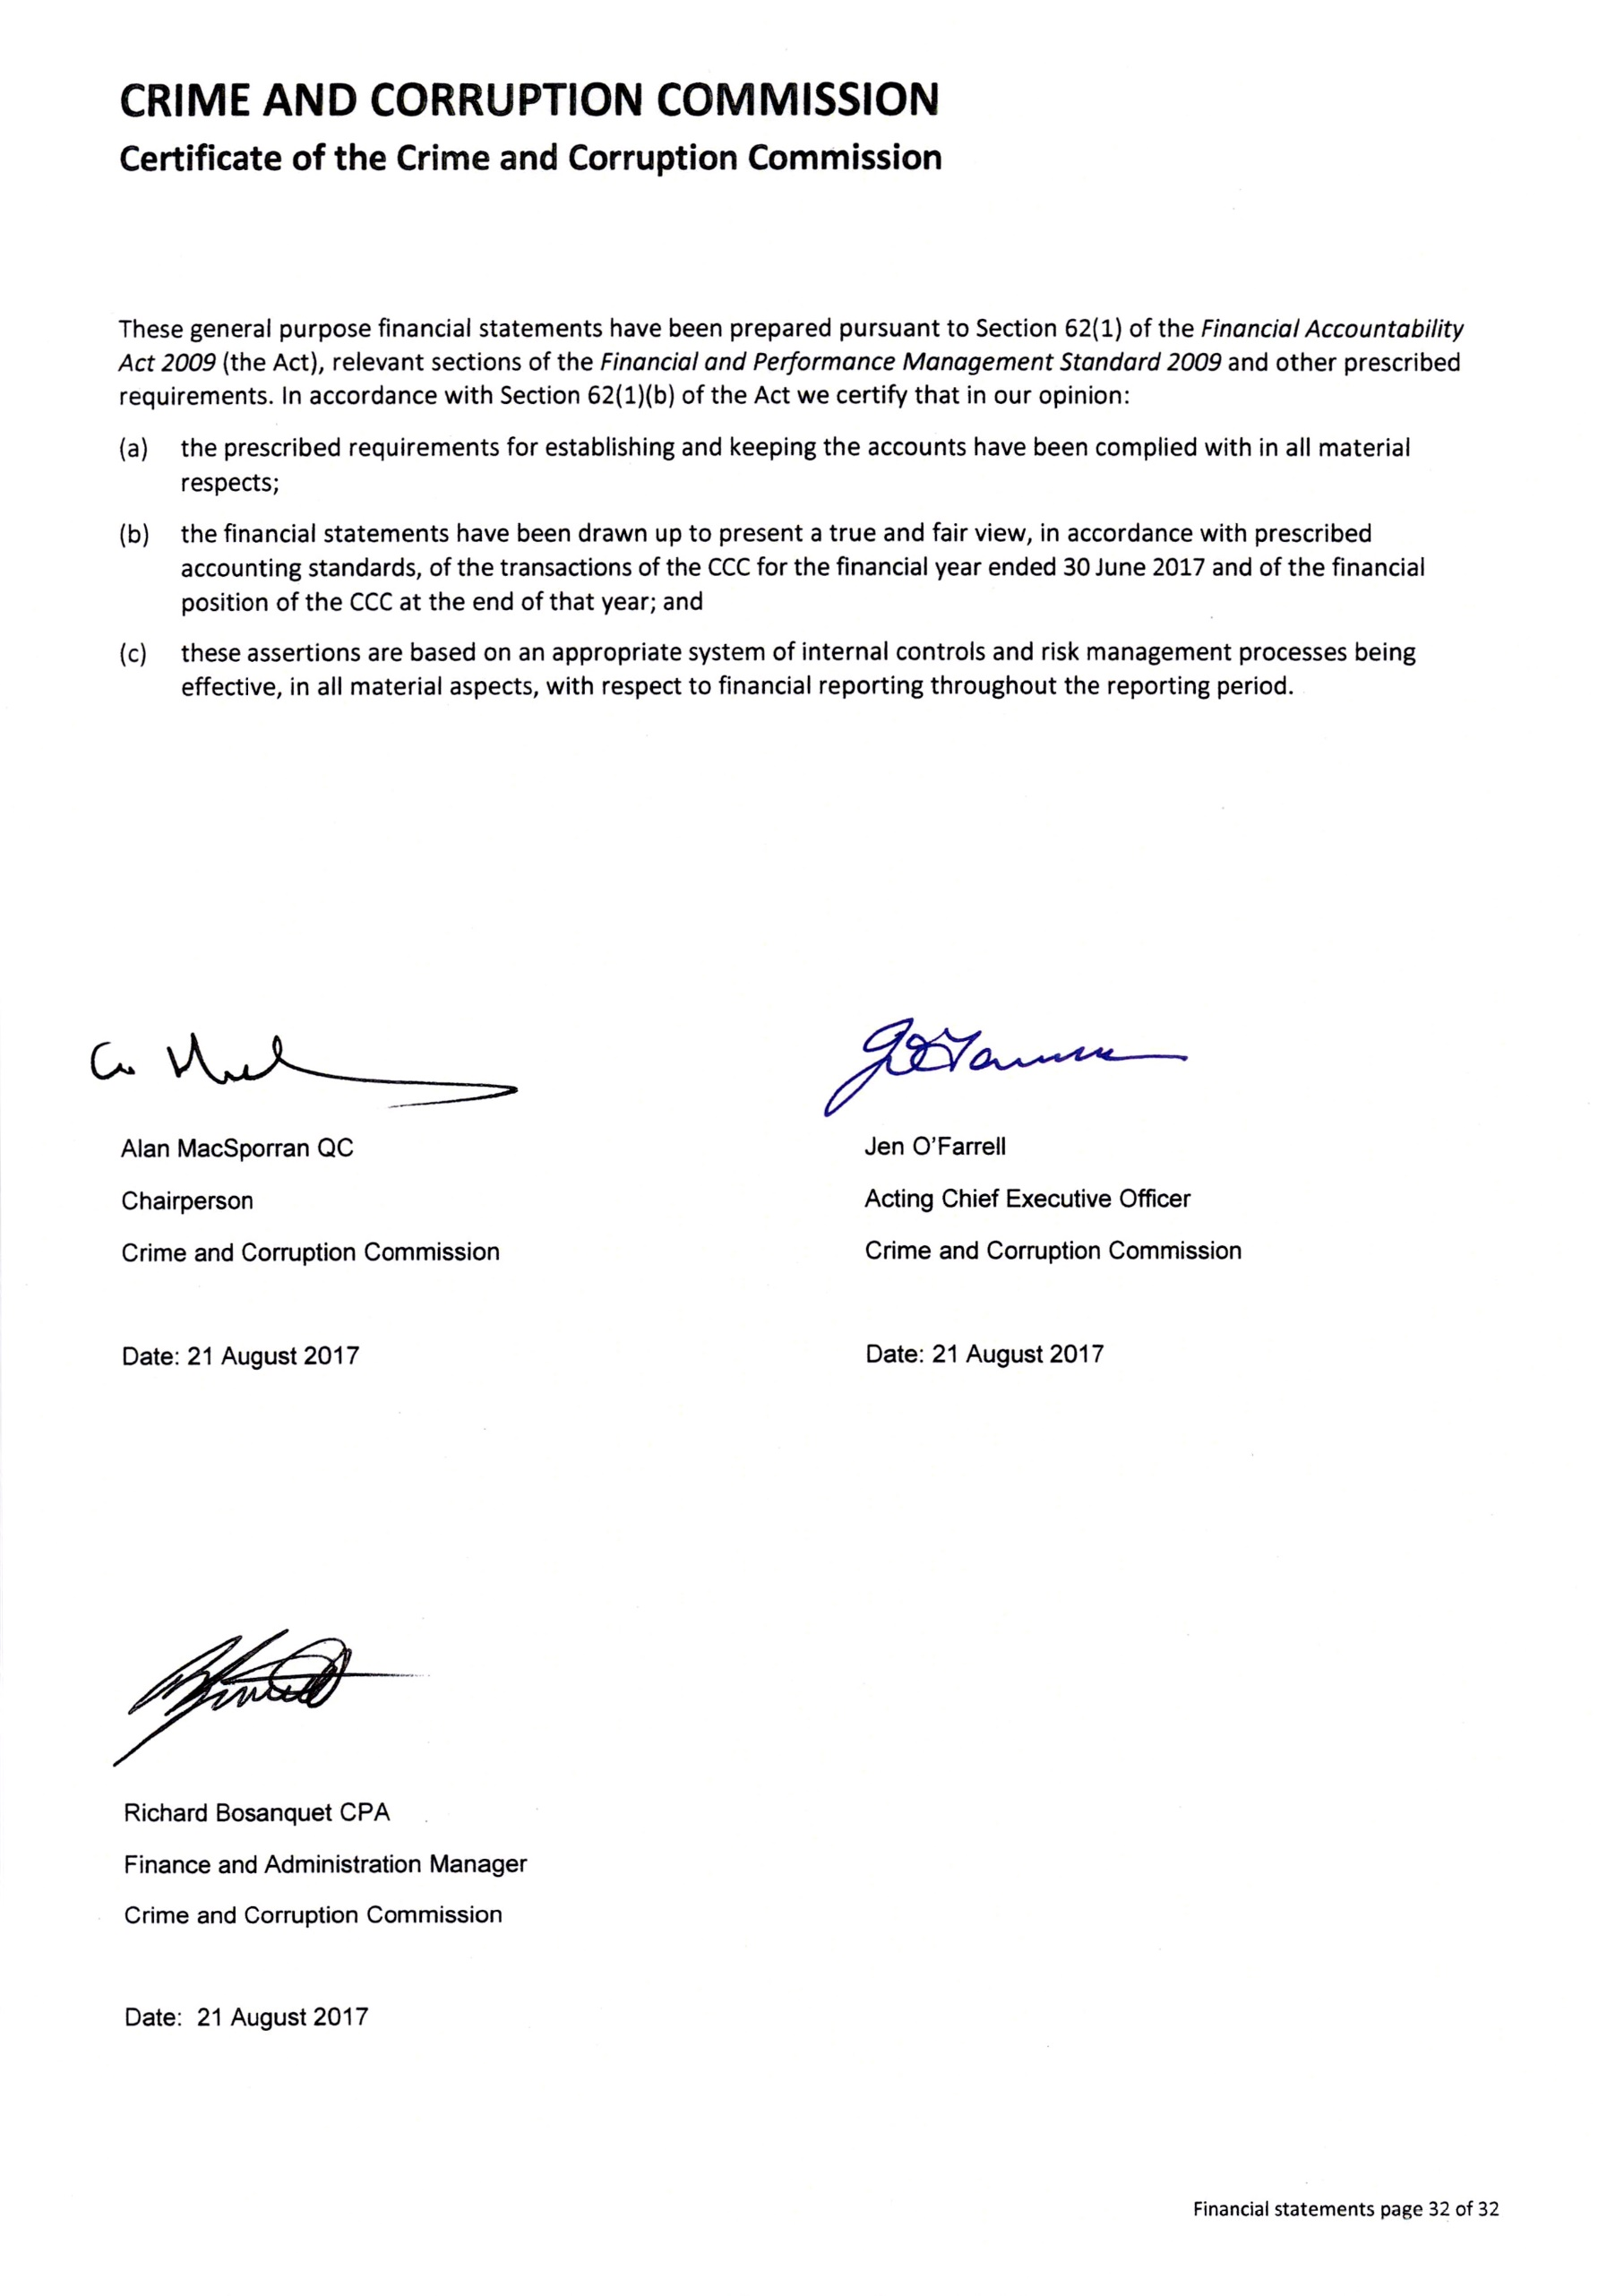 CRIME AND CORRUPTION COMMISSION
Certificate of the Crime and Corruption Commission
These general purpose financial statements have been prepared pursuant to Section 62(1) of the Financial Accountability
Act 2009 (the Act), relevant sections of the Financial and Performance Management Standard 2009 and other prescribed
requirements. In accordance with Section 62(1)(b) of the Act we certify that in our opinion:
(a) the prescribed requirements for establishing and keeping the accounts have been complied with in all material
respects;
(b) the financial statements have been drawn up to present a true and fair view, in accordance with prescribed
accounting standards, of the transactions of the CCC for the financial year ended 30 June 2017 and of the financial
position of the CCC at the end of that year; and
(c) these assertions are based on an appropriate system of internal controls and risk management processes being
effective, in all material aspects, with respect to financial reporting throughout the reporting period.
Alan MacSporran QC
Chairperson
Crime and Corruption Commission
Date: 21 August 2017
Jen O'Farrell
Acting Chief Executive Officer
Crime and Corruption Commission
Date: 21 August 2017
Richard Bosanquet CPA
Finance and Administration Manager
Crime and Corruption Commission
Date: 21 August 2017
Financial statements page 32 of 32